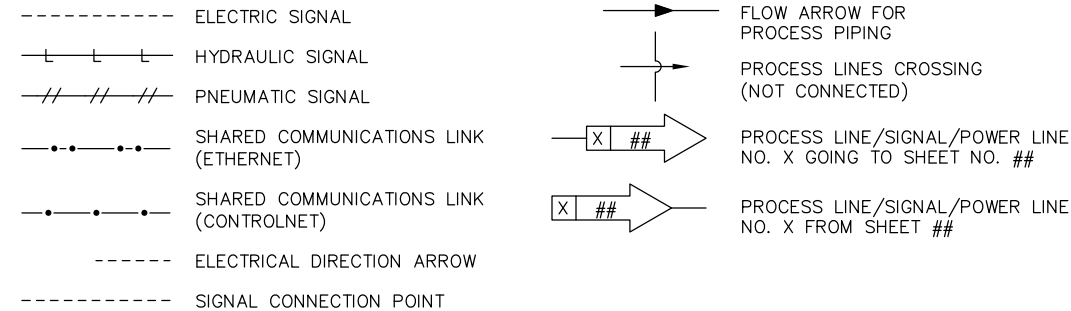 ELECTRIC SIGNAL
HYDRAULIC SIGNAL
PNEUMATIC SIGNAL
SHARED COMMUNICATIONS LINK
(ETHERNET)
SHARED COMMUNICATIONS LINK
(CONTROLNET)
ELECTRICAL DIRECTION ARROW
SIGNAL CONNECTION POINT
FLOW ARROW FOR
PROCESS PIPING
PROCESS LINES CROSSING
(NOT CONNECTED)
X ##
PROCESS LINE/SIGNAL/POWER LINE
NO. X GOING TO SHEET NO. ##
X ##
PROCESS LINE/SIGNAL/POWER LINE
NO. X FROM SHEET ##